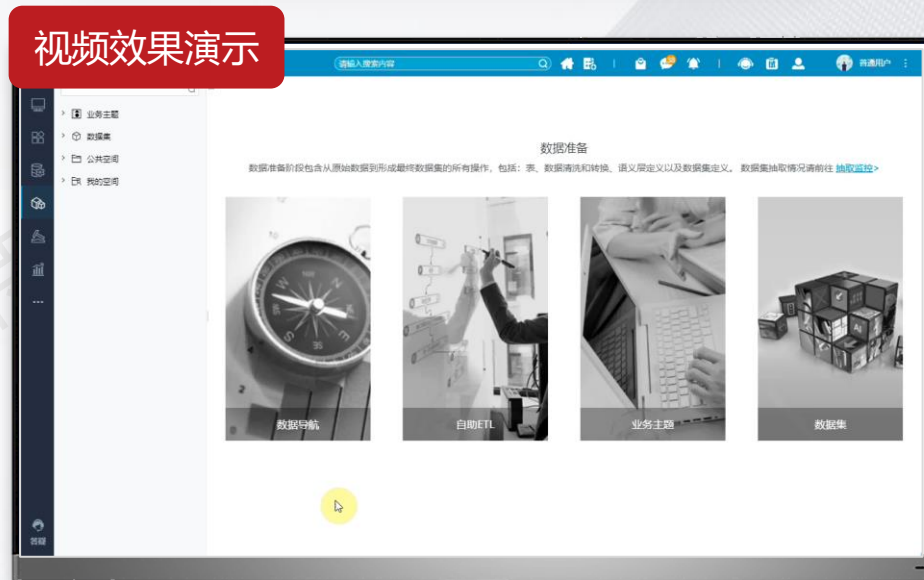 视频效果演示
请输入搜索内容
普通用户
业务主题
数据集
公共空间
我的空间
数据准备
数据准备阶段包含从原始数据到形成最终数据集的所有操作，包括：表、数据清洗和转换、语义层定义以及数据集定义。 数据集抽取情况请前往 抽取监控>
数据导航
自助ETL
业务主题
数据集
答疑